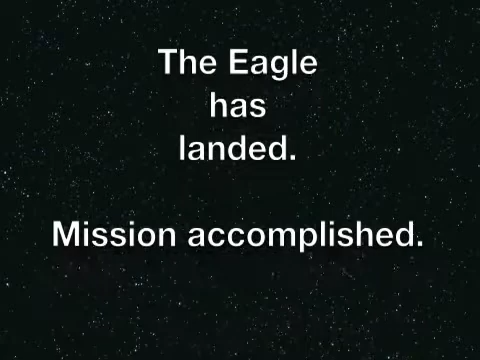 The Eagle
has
landed.
Mission accomplished.